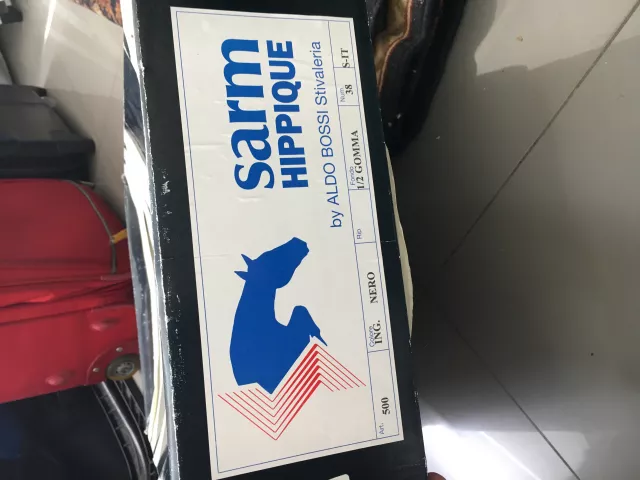 sarm
HIPPIQUE
by ALDO BOSSI Stivaleria
Art. 500
Colore ING. NERO
Rip
Fondo 1/2 GOMMA
Num. 38 S-IT